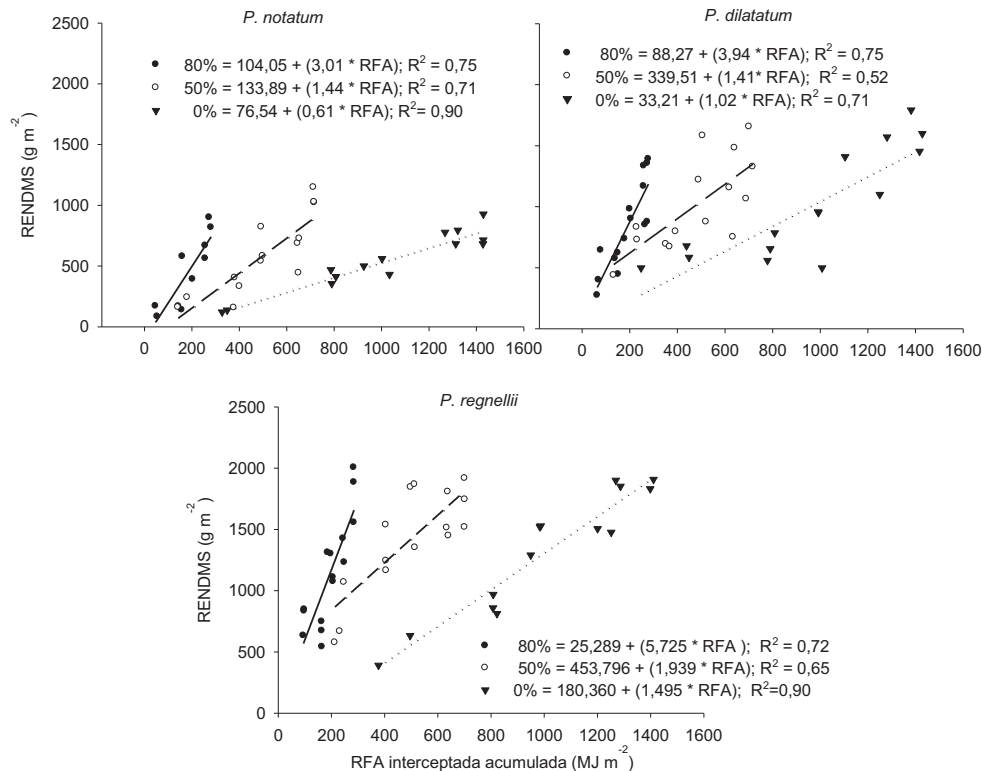 P. notatum
2500
2000
1500
1000
500
0
RENDMS (g m⁻²)
80% = 104,05 + (3,01 * RFA); R² = 0,75
50% = 133,89 + (1,44 * RFA); R² = 0,71
0% = 76,54 + (0,61 * RFA); R²= 0,90
0 200 400 600 800 1000 1200 1400 1600
P. dilatatum
80% = 88,27 + (3,94 * RFA); R² = 0,75
50% = 339,51 + (1,41* RFA); R² = 0,52
0% = 33,21 + (1,02 * RFA); R² = 0,71
0 200 400 600 800 1000 1200 1400 1600
P. regnellii
2500
2000
1500
1000
500
0
RENDMS (g m⁻²)
80% = 25,289 + (5,725 * RFA ); R² = 0,72
50% = 453,796 + (1,939 * RFA); R² = 0,65
0% = 180,360 + (1,495 * RFA); R²=0,90
0 200 400 600 800 1000 1200 1400 1600
RFA interceptada acumulada (MJ m⁻²)